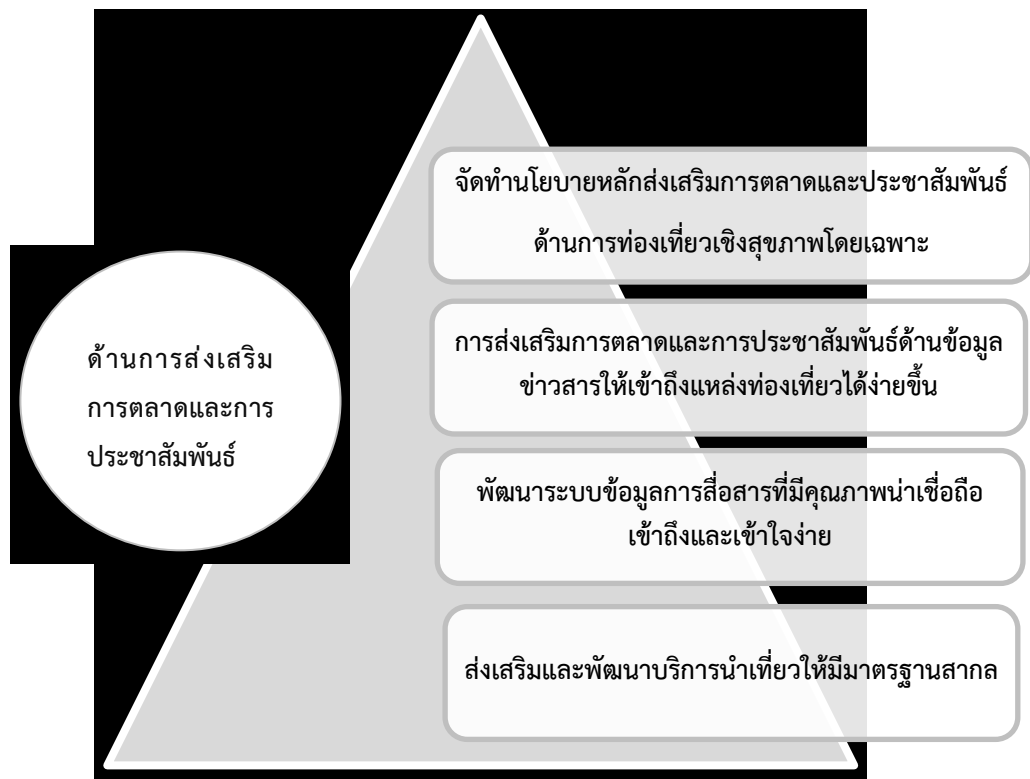 ด้านการส่งเสริม
การตลาดและการ
ประชาสัมพันธ์
จัดทำนโยบายหลักส่งเสริมการตลาดและประชาสัมพันธ์
ด้านการท่องเที่ยวเชิงสุขภาพโดยเฉพาะ
การส่งเสริมการตลาดและการประชาสัมพันธ์ด้านข้อมูล
ข่าวสารให้เข้าถึงแหล่งท่องเที่ยวได้ง่ายขึ้น
พัฒนาระบบข้อมูลการสื่อสารที่มีคุณภาพน่าเชื่อถือ
เข้าถึงและเข้าใจง่าย
ส่งเสริมและพัฒนาบริการนำเที่ยวให้มีมาตรฐานสากล